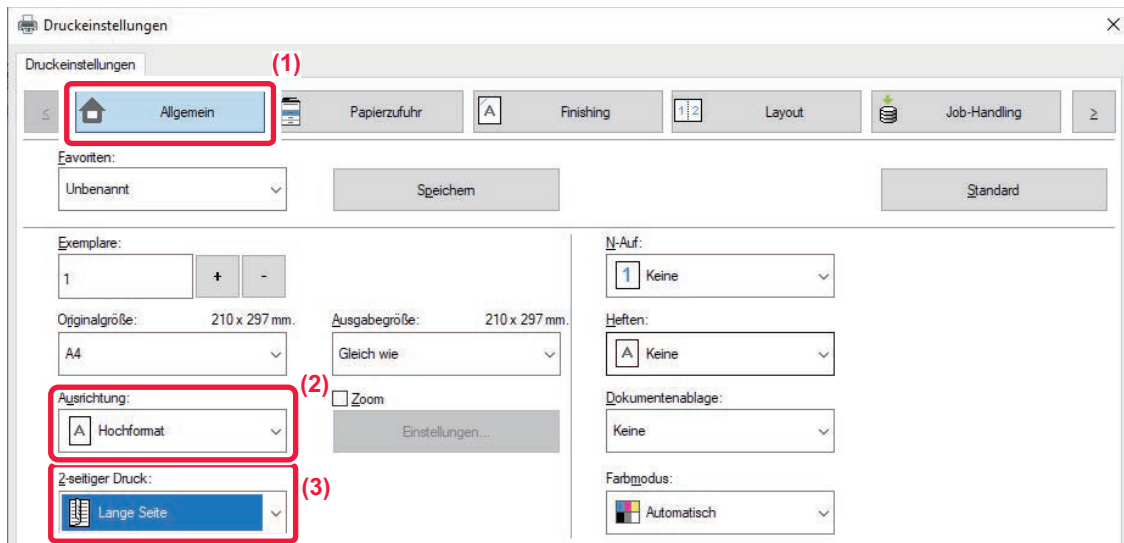 Druckeinstellungen
Druckeinstellungen
(1)
≤ Allgemein Papierzufuhr A Finishing 1 2 Layout Job-Handling ≥
Favoriten:
Unbenannt Speichern Standard
Exemplare: N-Auf:
1 + - 1 Keine
Originalgröße: 210 x 297 mm. Ausgabegröße: 210 x 297 mm. Heften:
A4 Gleich wie A Keine
(2)
Ausrichtung: Zoom Dokumentenablage:
A Hochformat Einstellungen... Keine
2-seitiger Druck: (3) Farbmodus:
Lange Seite Automatisch